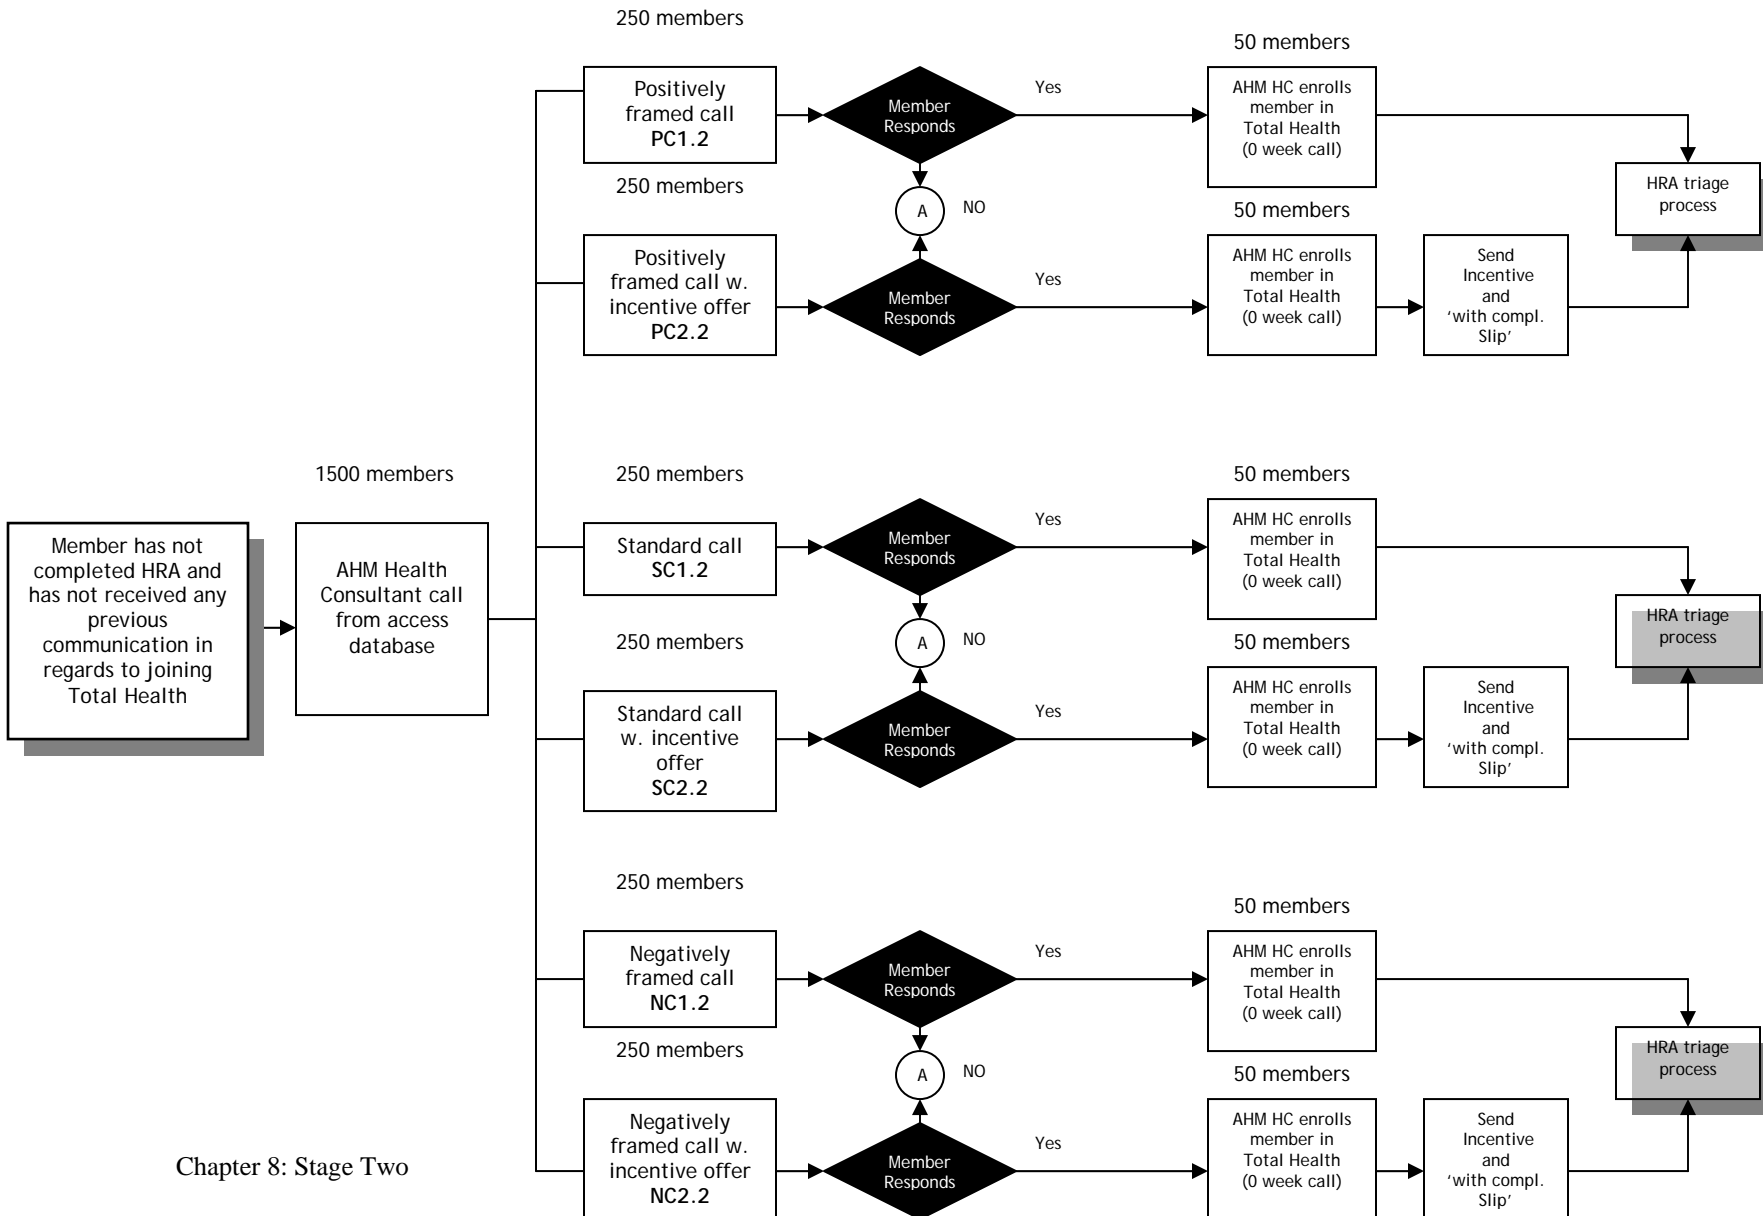 250 members
50 members
Positively
framed call
PC1.2
Member
Responds
Yes
AHM HC enrolls
member in
Total Health
(0 week call)
250 members
A
NO
50 members
HRA triage
process
Positively
framed call w.
incentive offer
PC2.2
Member
Responds
Yes
AHM HC enrolls
member in
Total Health
(0 week call)
Send
Incentive
and
‘with compl.
Slip’
1500 members
Member has not
completed HRA and
has not received any
previous
communication in
regards to joining
Total Health
AHM Health
Consultant call
from access
database
250 members
50 members
Standard call
SC1.2
Member
Responds
Yes
AHM HC enrolls
member in
Total Health
(0 week call)
250 members
A
NO
50 members
HRA triage
process
Standard call
w. incentive
offer
SC2.2
Member
Responds
Yes
AHM HC enrolls
member in
Total Health
(0 week call)
Send
Incentive
and
‘with compl.
Slip’
250 members
50 members
Negatively
framed call
NC1.2
Member
Responds
Yes
AHM HC enrolls
member in
Total Health
(0 week call)
250 members
A
NO
50 members
HRA triage
process
Negatively
framed call w.
incentive offer
NC2.2
Member
Responds
Yes
AHM HC enrolls
member in
Total Health
(0 week call)
Send
Incentive
and
‘with compl.
Slip’
Chapter 8: Stage Two